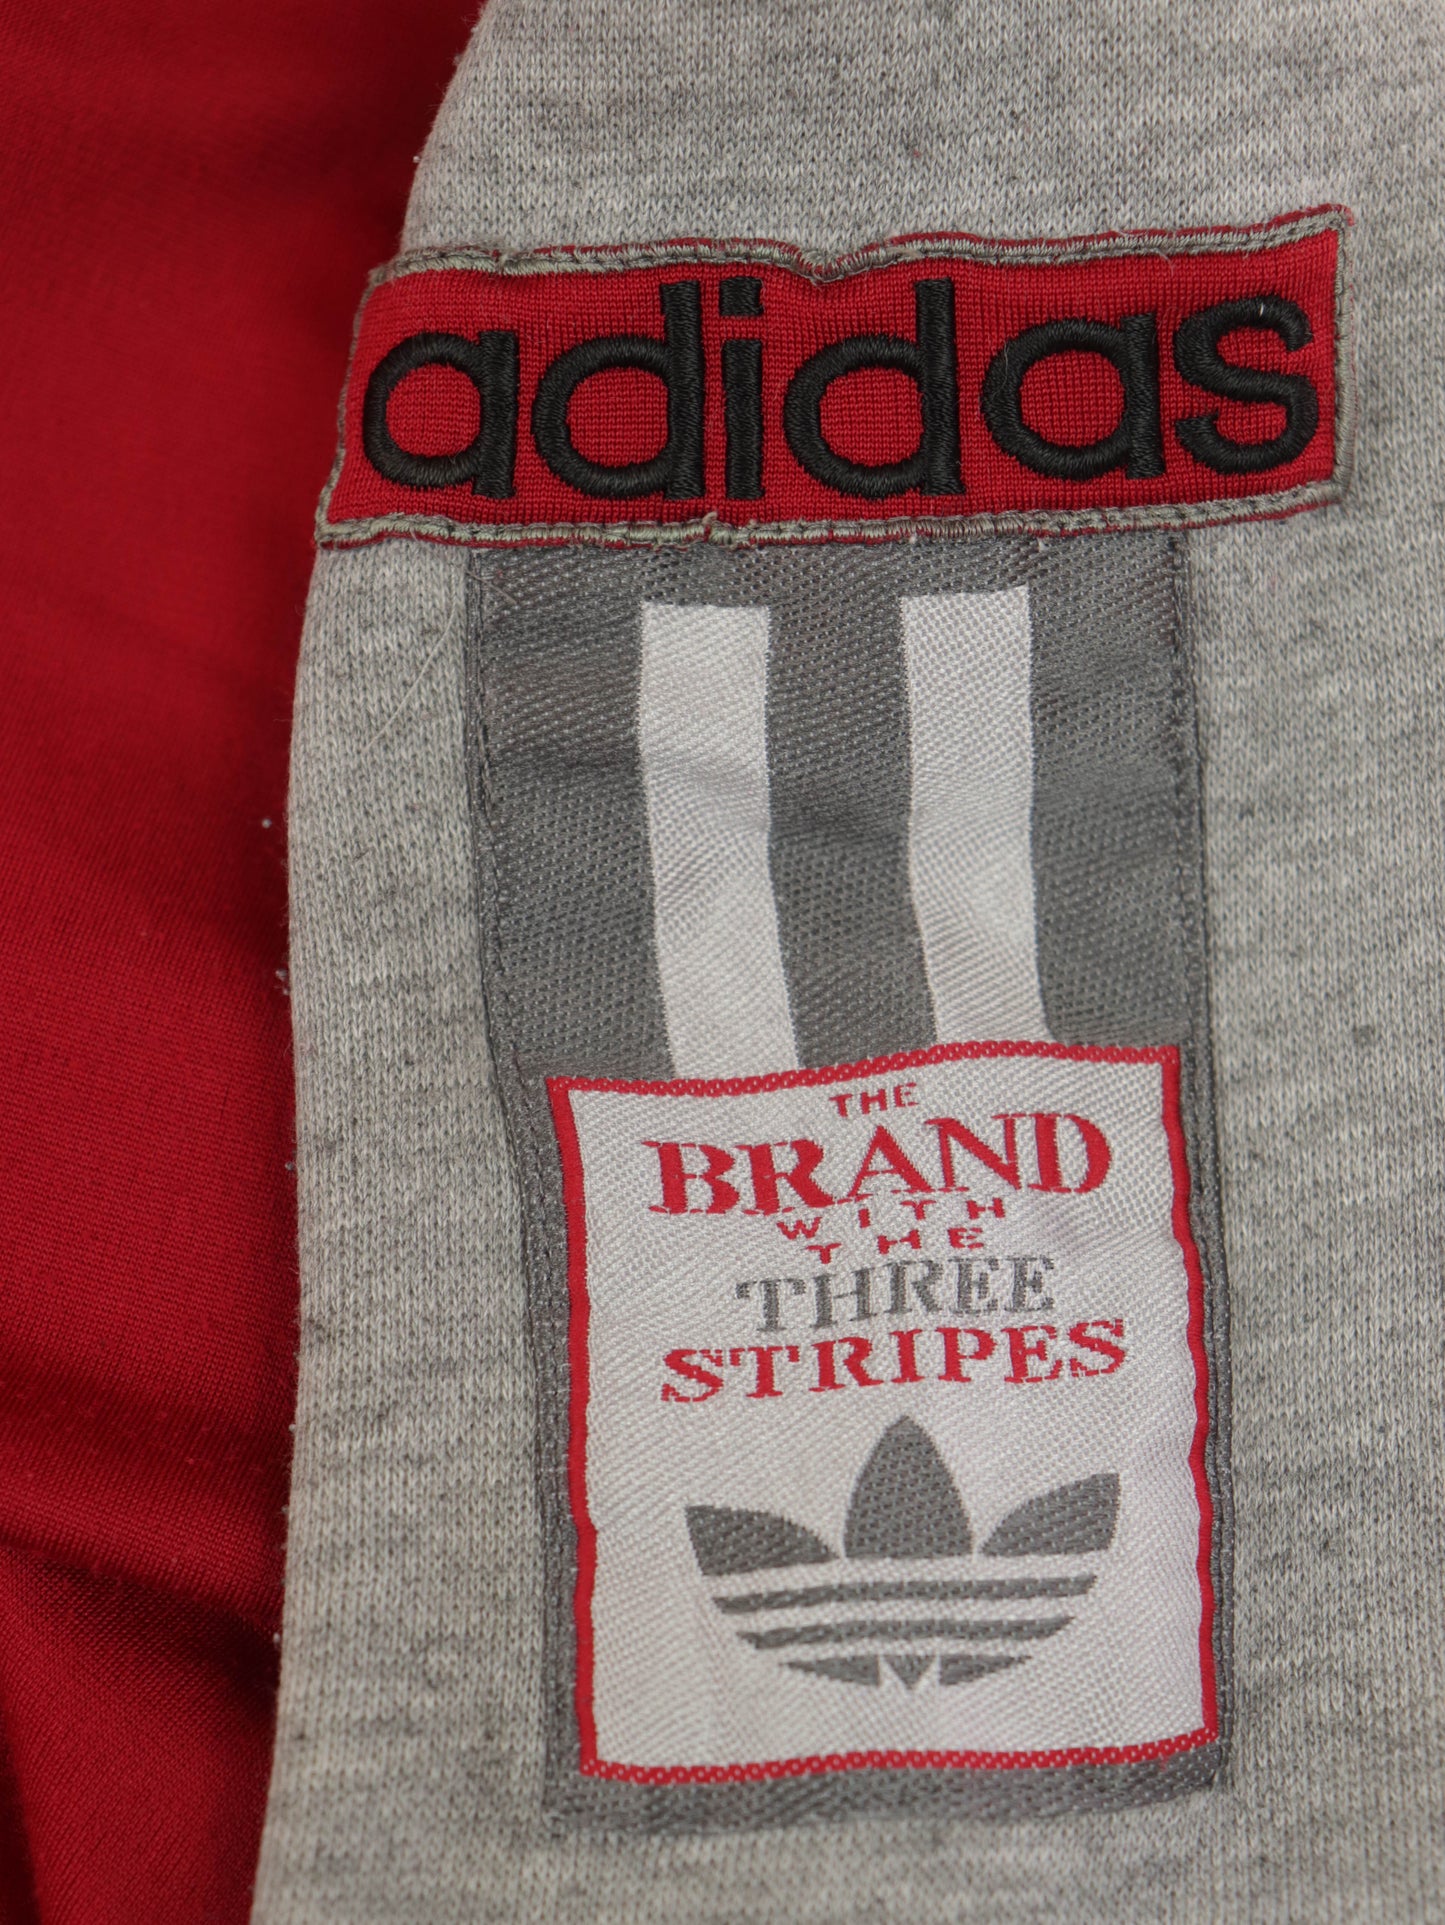 adidas
THE
BRAND
WITH
THE
THREE
STRIPES